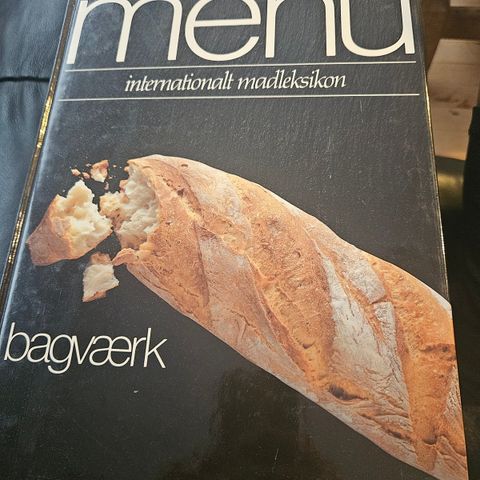 menu
internationalt madleksikon
bagværk